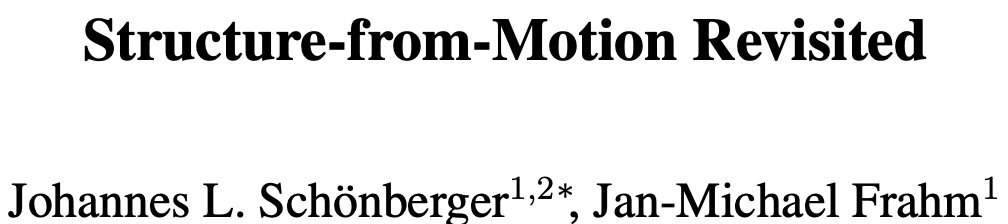 Structure-from-Motion Revisited
Johannes L. Schönberger1,2*, Jan-Michael Frahm1